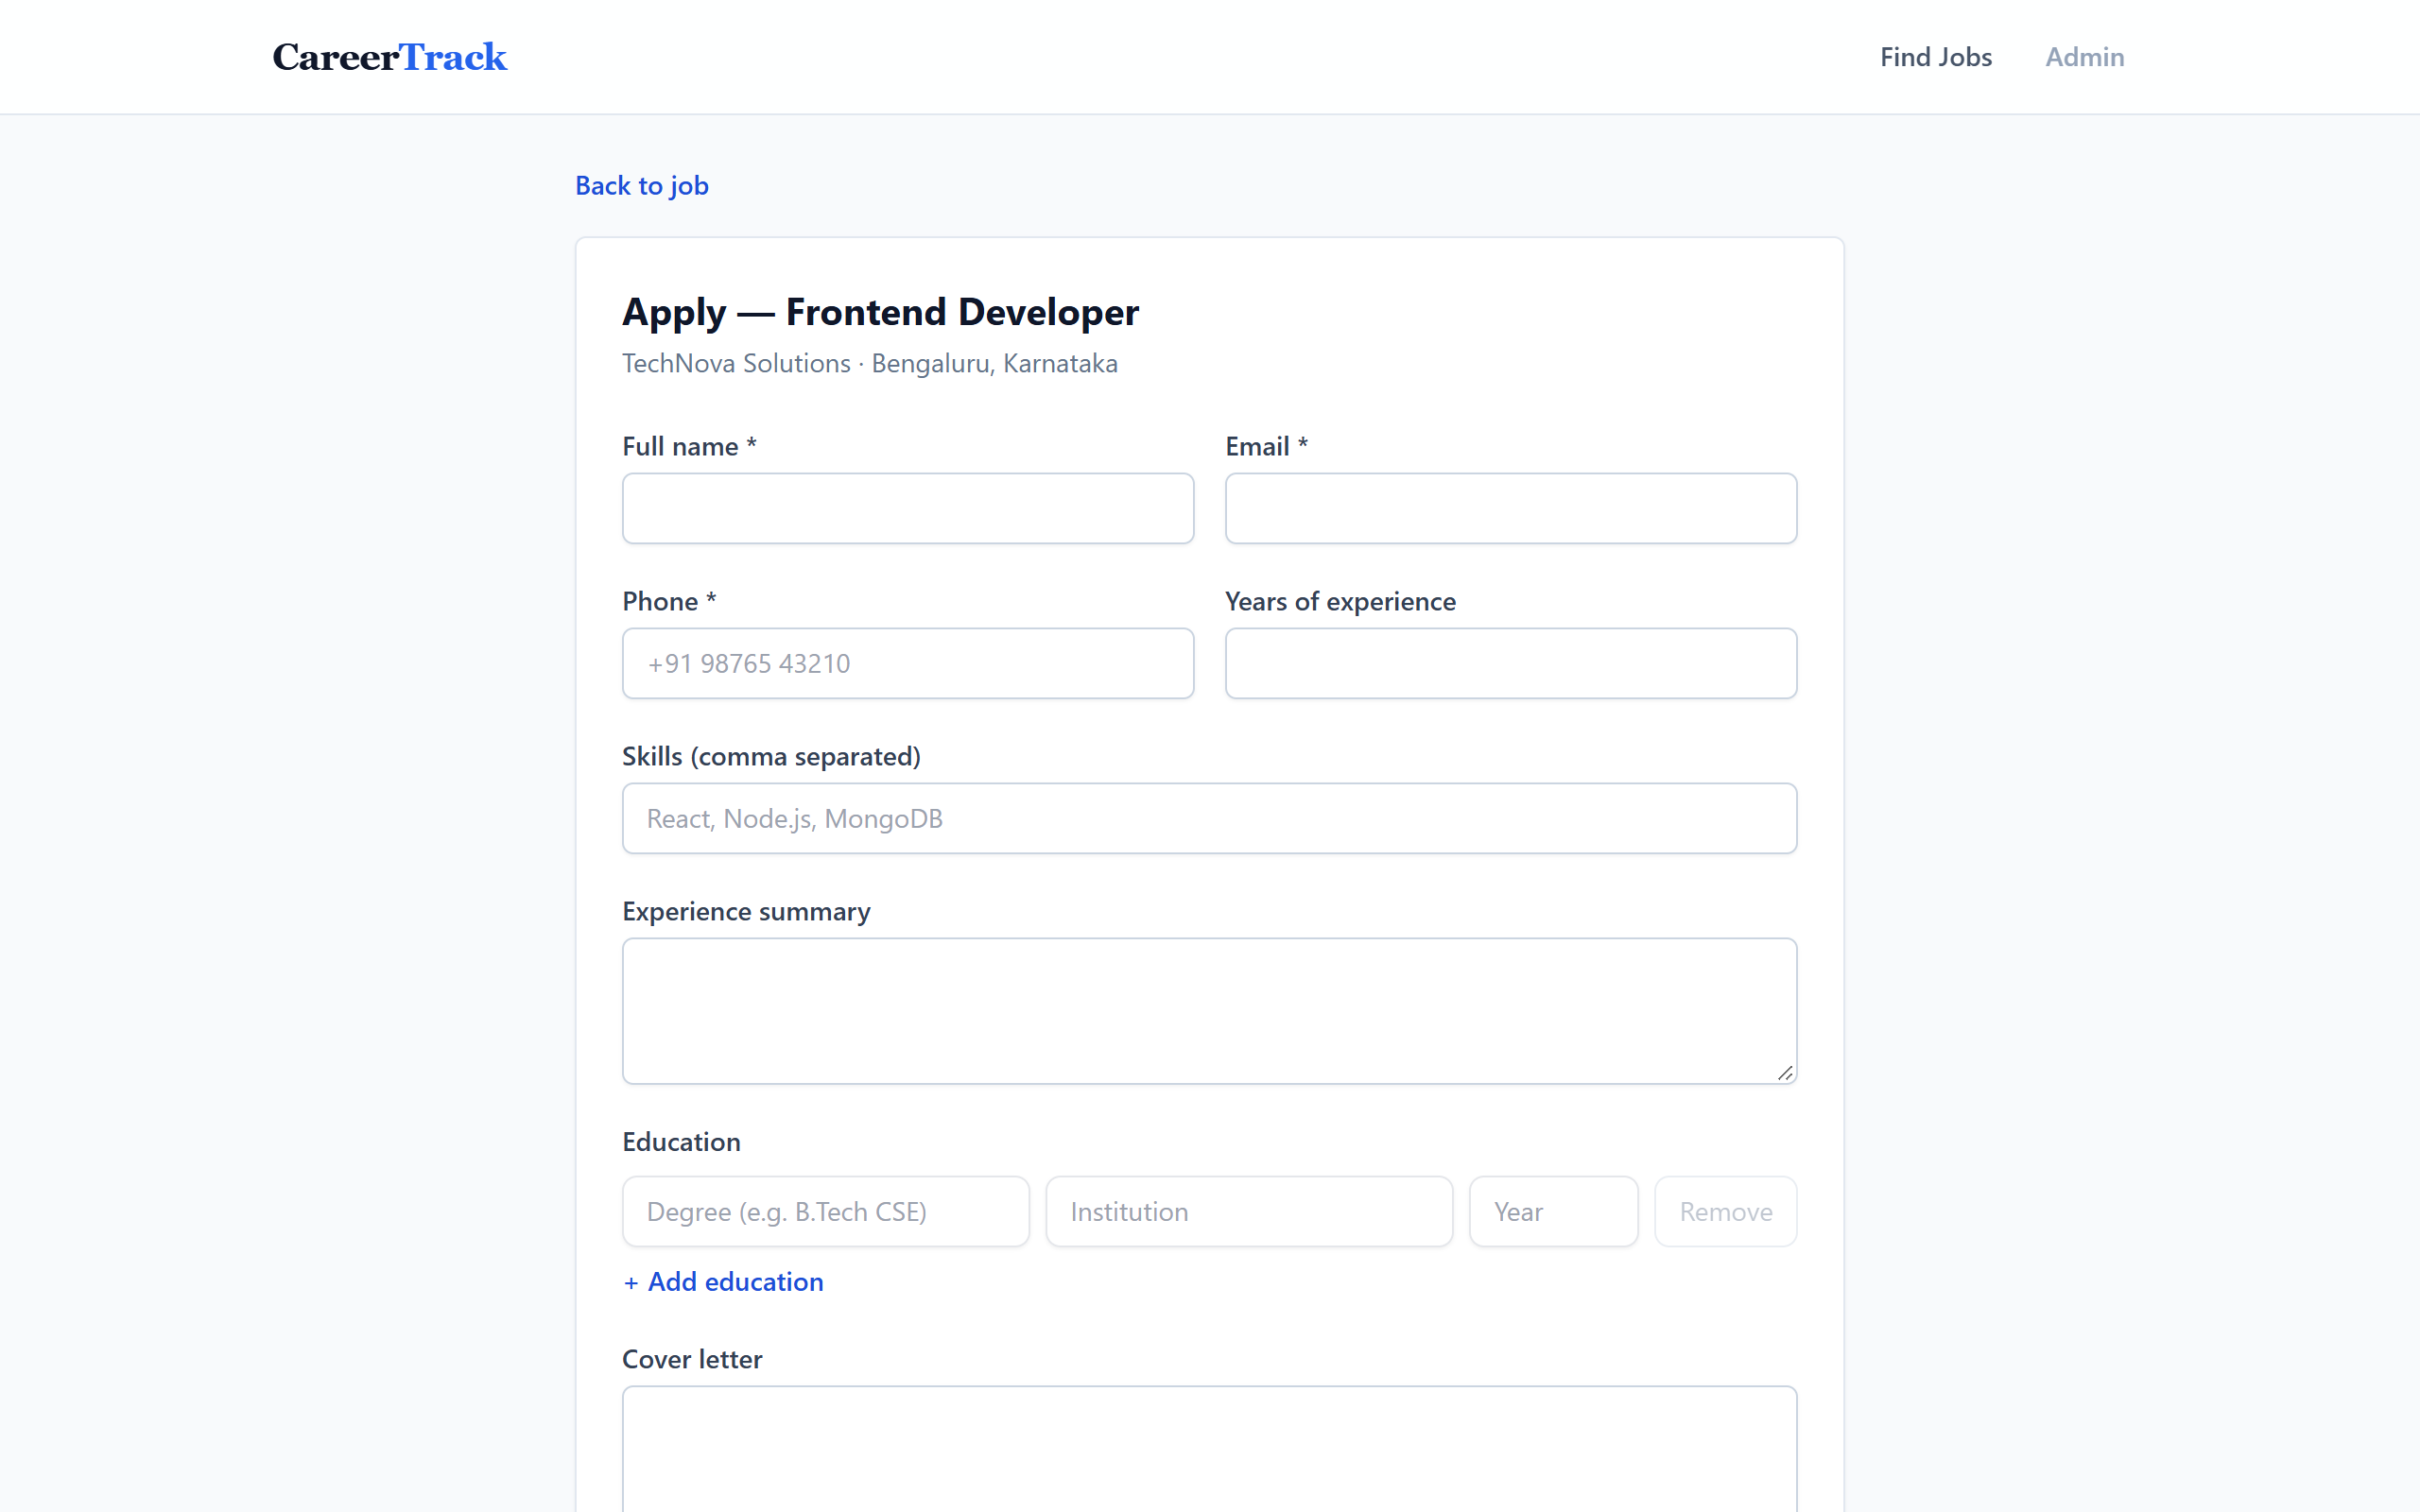 CareerTrack
Find Jobs Admin
Back to job
Apply — Frontend Developer
TechNova Solutions · Bengaluru, Karnataka
Full name * Email *
Phone * Years of experience
+91 98765 43210
Skills (comma separated)
React, Node.js, MongoDB
Experience summary
Education
Degree (e.g. B.Tech CSE) Institution Year Remove
+ Add education
Cover letter